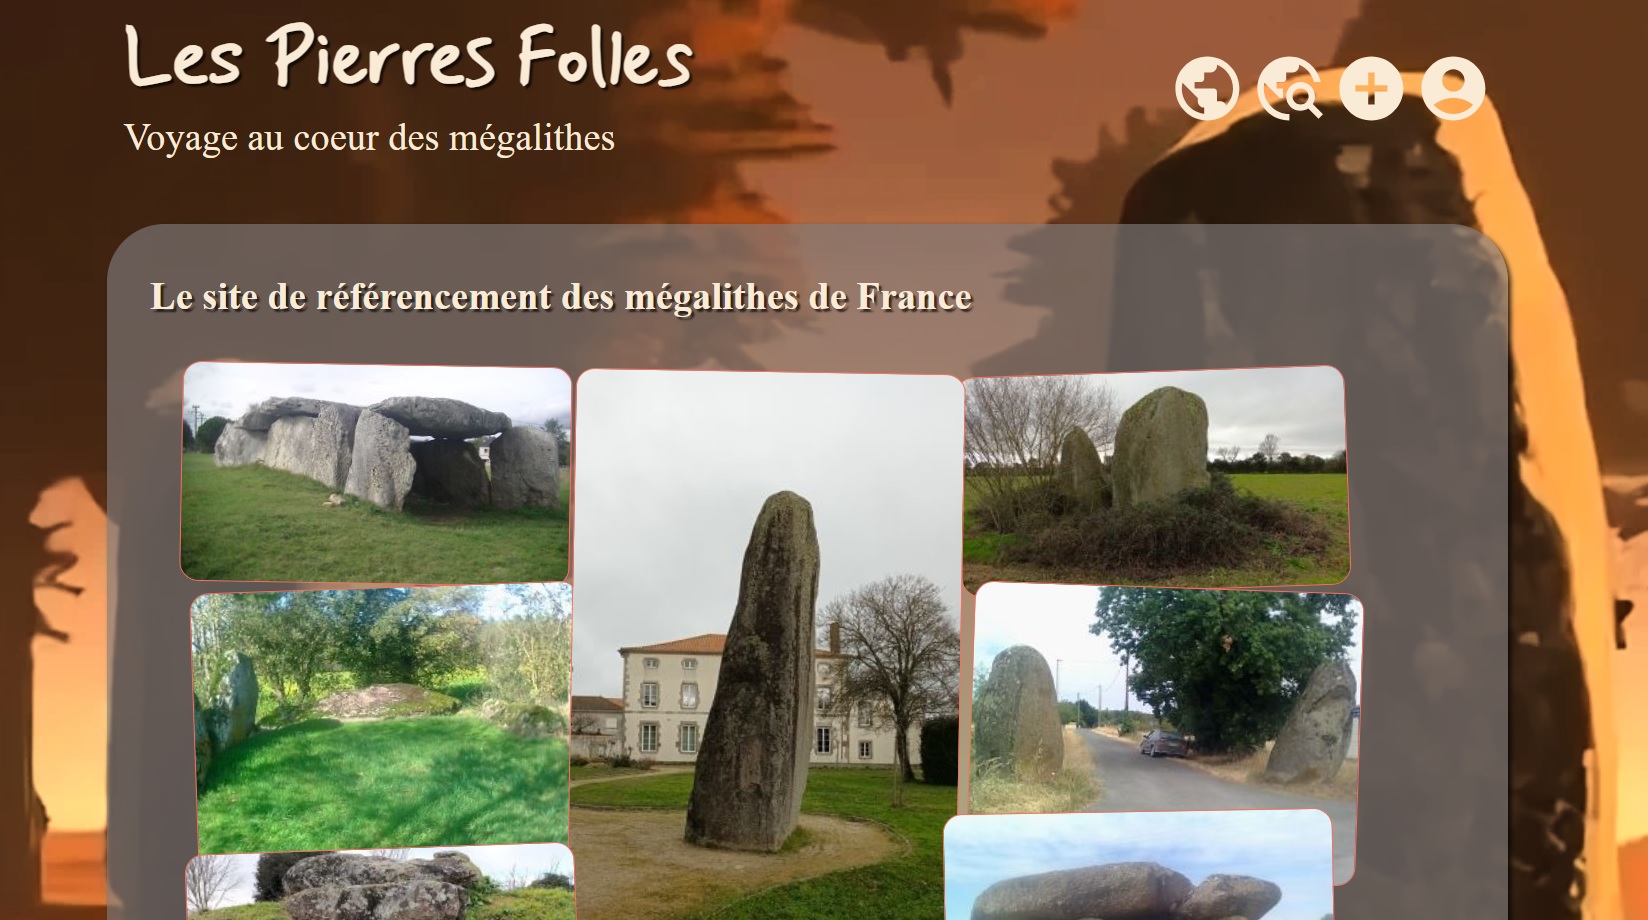 Les Pierres Folles
Voyage au coeur des mégalithes
Le site de référencement des mégalithes de France